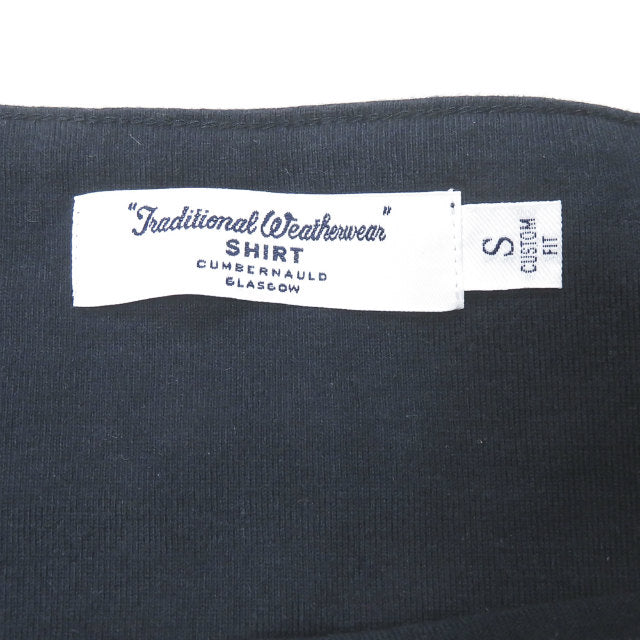 "Traditional Weatherwear"
SHIRT
CUMBERNAULD
GLASGOW
S
CUSTOM
FIT